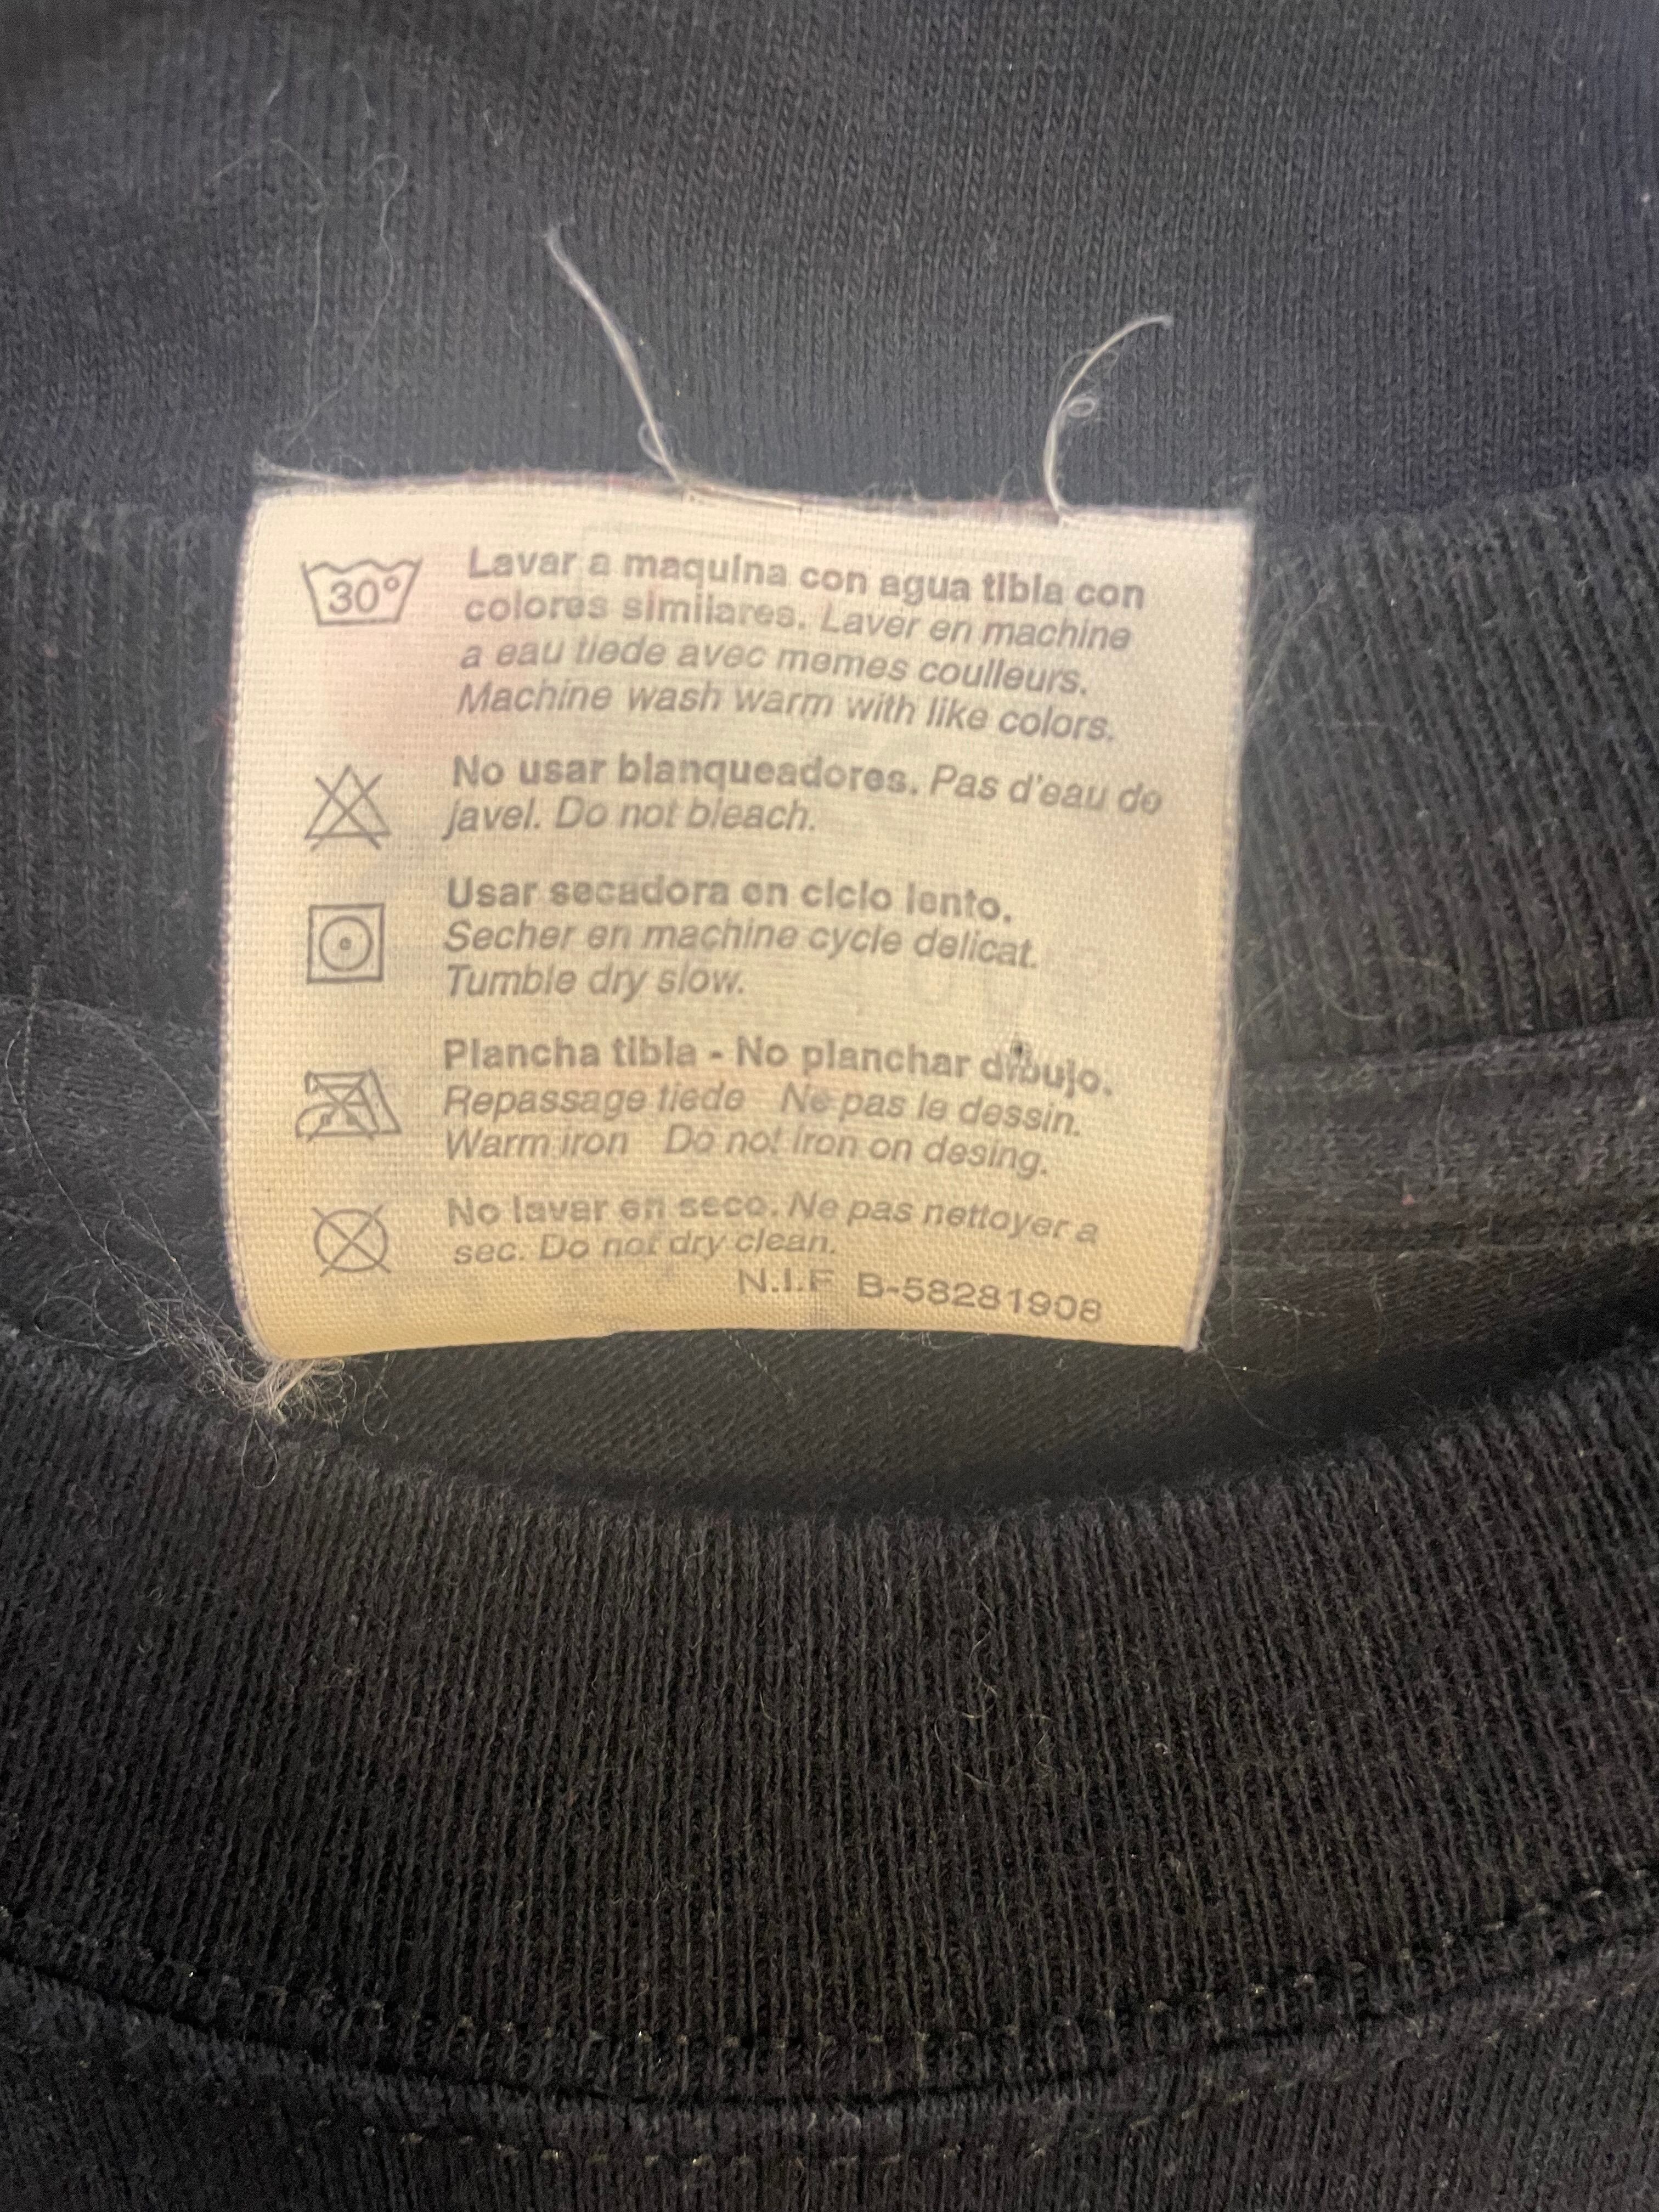 30°
Lavar a maquina con agua tibia con
colores similares. Laver en machine
a eau tiede avec memes coulleurs.
Machine wash warm with like colors.
No usar blanqueadores. Pas d'eau de
javel. Do not bleach.
Usar secadora en ciclo lento.
Secher en machine cycle delicat.
Tumble dry slow.
Plancha tibia - No planchar dibujo.
Repassage tiede Ne pas le dessin.
Warm iron Do not iron on desing.
No lavar en seco. Ne pas nettoyer a
sec. Do not dry clean.
N.I.F B-58281908